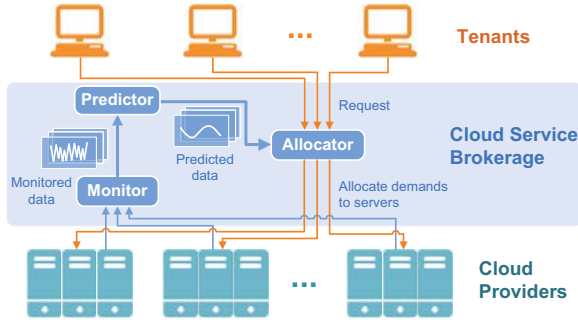 ...
Tenants
Predictor
Request
Cloud Service
Brokerage
Predicted
data
Allocator
Monitored
data
Monitor
Allocate demands
to servers
...
Cloud
Providers